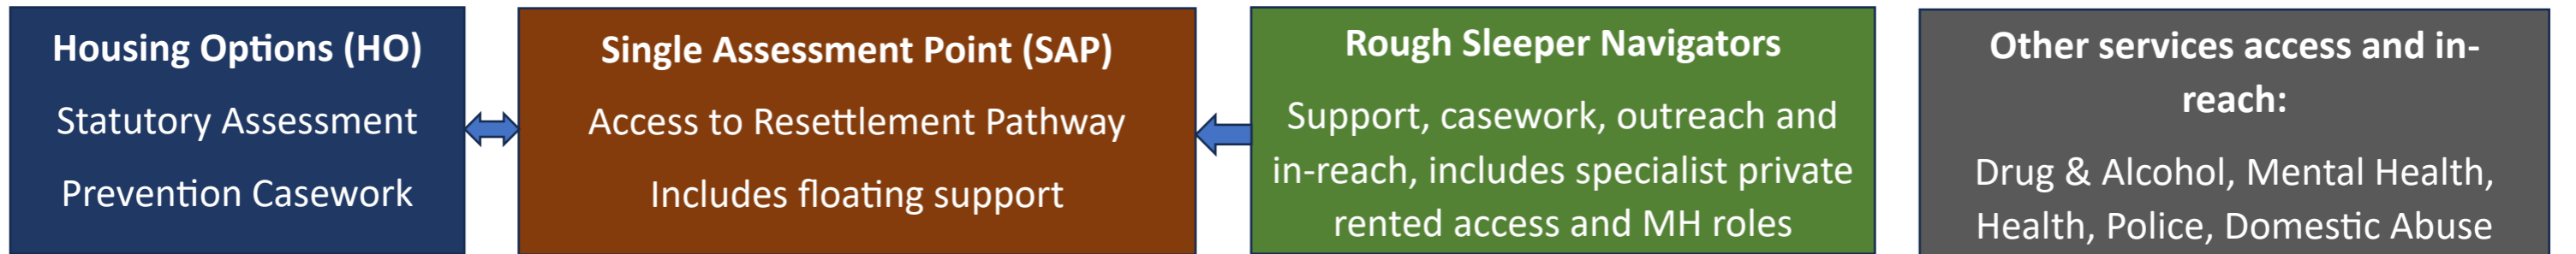 Housing Options (HO)
Statutory Assessment
Prevention Casework
Single Assessment Point (SAP)
Access to Resettlement Pathway
Includes floating support
Rough Sleeper Navigators
Support, casework, outreach and
in-reach, includes specialist private
rented access and MH roles
Other services access and in-
reach:
Drug & Alcohol, Mental Health,
Health, Police, Domestic Abuse